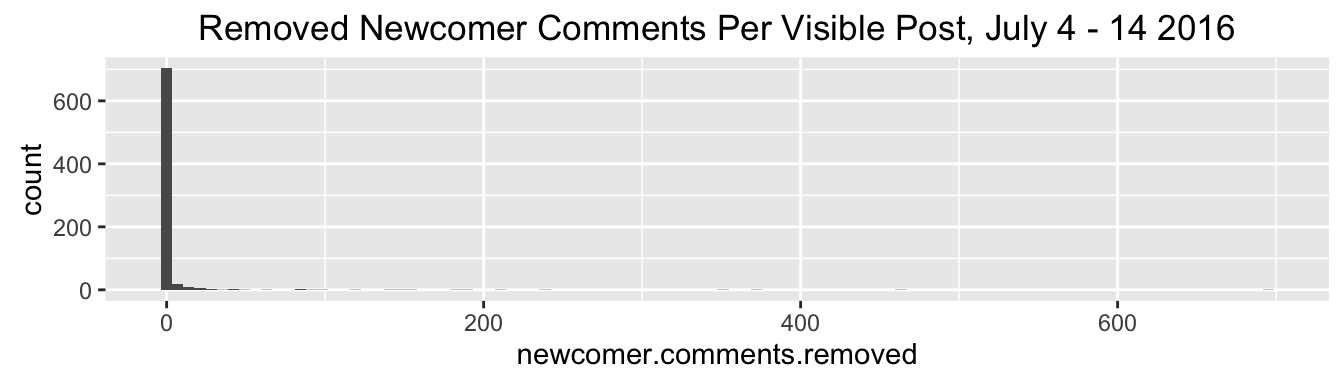 Removed Newcomer Comments Per Visible Post, July 4 - 14 2016
count
600
400
200
0
0 200 400 600
newcomer.comments.removed